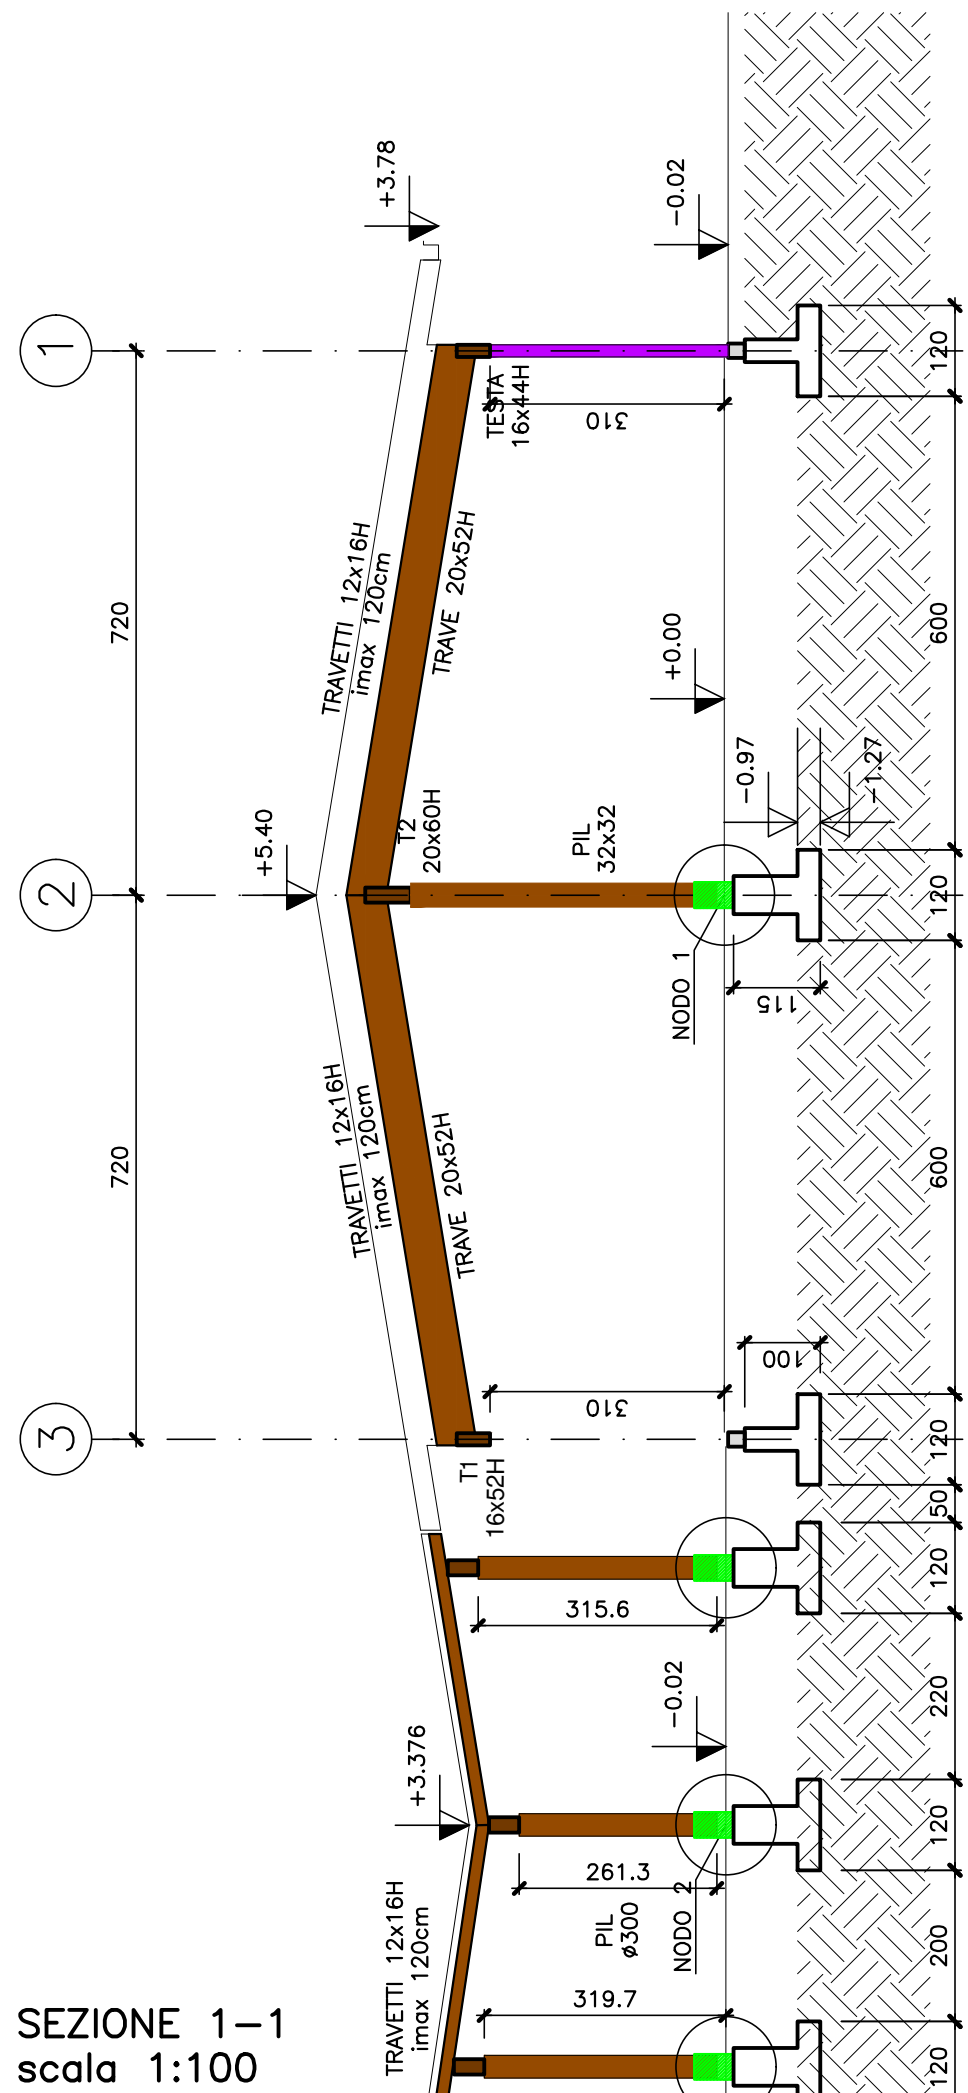 +3.78
-0.02
1
120
TESTA
16x44H
310
TRAVETTI 12x16H
imax 120cm
TRAVE 20x52H
720
600
+0.00
-0.97
-1.27
+5.40
T2
20x60H
PIL
32x32
2
120
NODO 1
115
TRAVETTI 12x16H
imax 120cm
TRAVE 20x52H
720
600
100
310
3
120
T1
16x52H
50
120
315.6
220
-0.02
+3.376
120
261.3
PIL
ø300
NODO 2
TRAVETTI 12x16H
imax 120cm
200
319.7
120
SEZIONE 1-1
scala 1:100